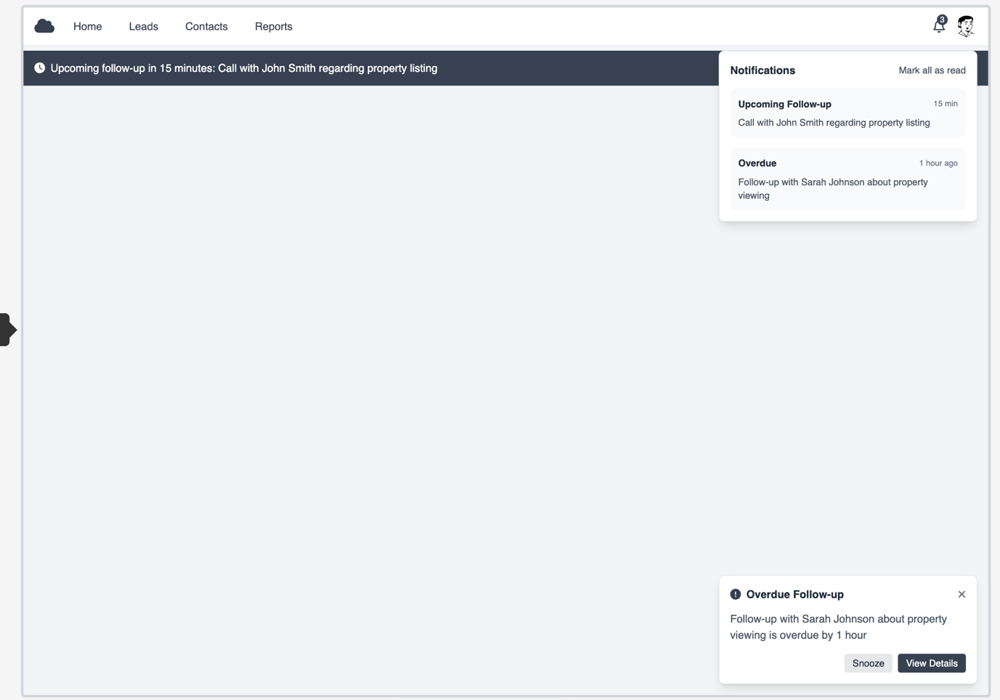 Home Leads Contacts Reports 3
Upcoming follow-up in 15 minutes: Call with John Smith regarding property listing
Notifications Mark all as read
Upcoming Follow-up 15 min
Call with John Smith regarding property listing
Overdue 1 hour ago
Follow-up with Sarah Johnson about property
viewing
Overdue Follow-up
Follow-up with Sarah Johnson about property
viewing is overdue by 1 hour
Snooze View Details